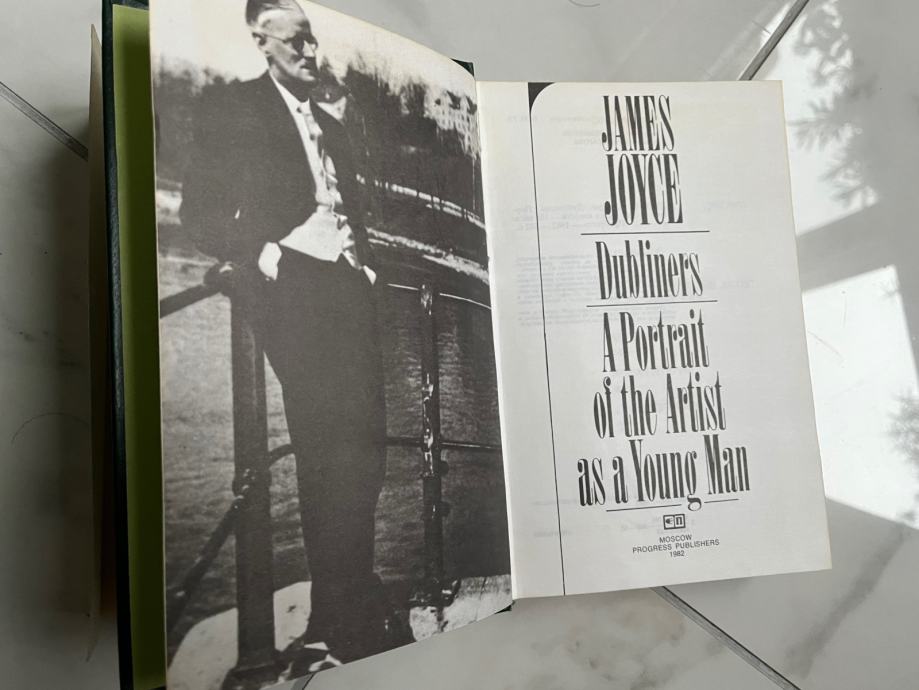 JAMES
JOYCE
Dubliners
A Portrait
of the Artist
as a Young Man
MOSCOW
PROGRESS PUBLISHERS
1982